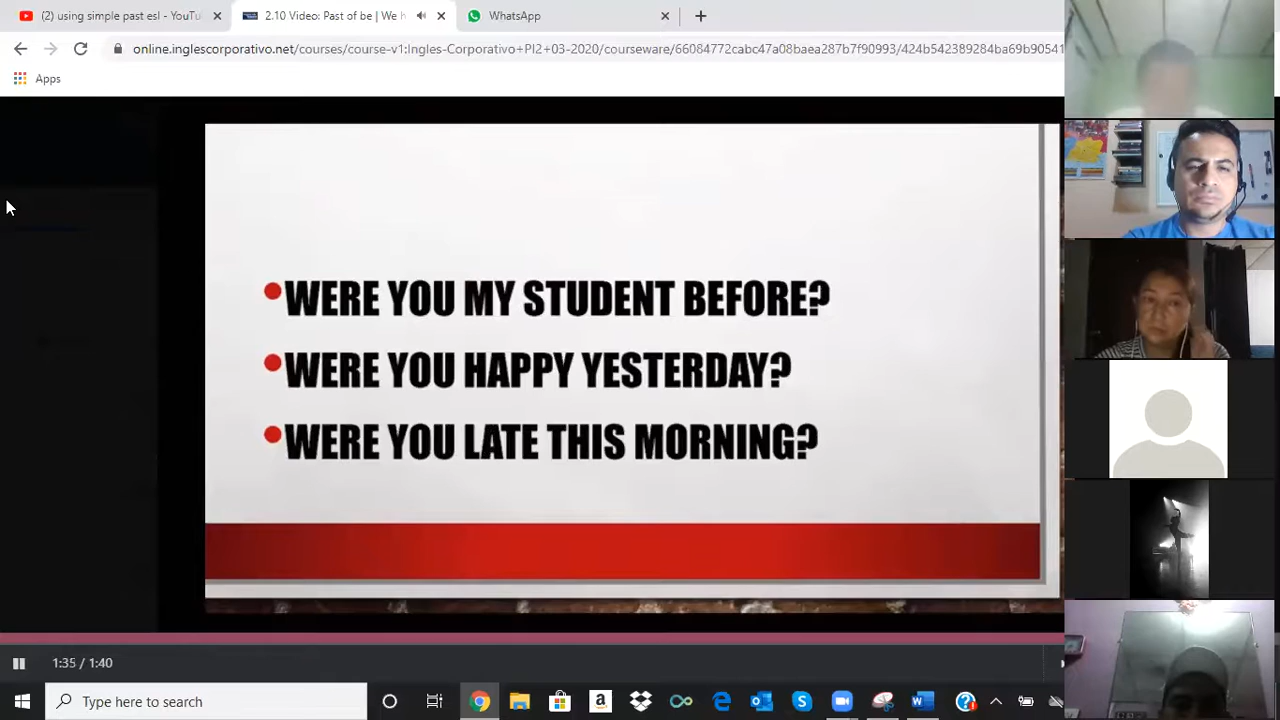 (2) using simple past esl - YouTu
2.10 Video: Past of be | We h
WhatsApp
online.inglescorporativo.net/courses/course-v1:Ingles-Corporativo+PI2+03-2020/courseware/66084772cabc47a08baea287b7f90993/424b542389284ba69b90541
Apps
WERE YOU MY STUDENT BEFORE?
WERE YOU HAPPY YESTERDAY?
WERE YOU LATE THIS MORNING?
1:35 / 1:40
Type here to search